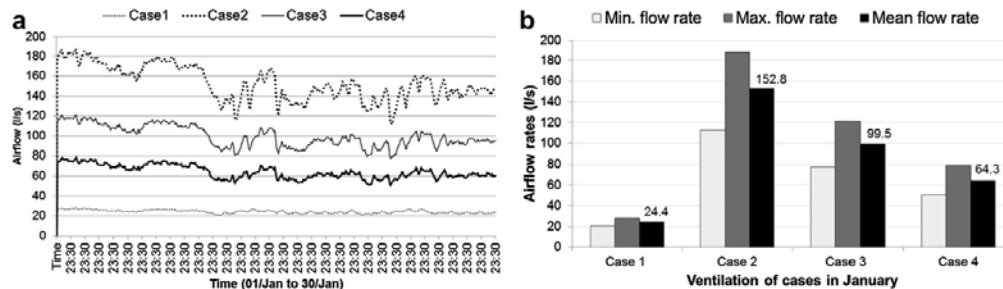 a
Case1 Case2 Case3 Case4
Airflow (l/s)
200
180
160
140
120
100
80
60
40
20
0
Time 23:30 23:30 23:30 23:30 23:30 23:30 23:30 23:30 23:30 23:30 23:30 23:30 23:30 23:30 23:30 23:30 23:30 23:30 23:30 23:30 23:30 23:30 23:30 23:30 23:30 23:30 23:30 23:30 23:30 23:30
Time (01/Jan to 30/Jan)
b
Min. flow rate Max. flow rate Mean flow rate
Airflow rates (l/s)
200
180
160
140
120
100
80
60
40
20
0
24.4
152.8
99.5
64.3
Case 1 Case 2 Case 3 Case 4
Ventilation of cases in January